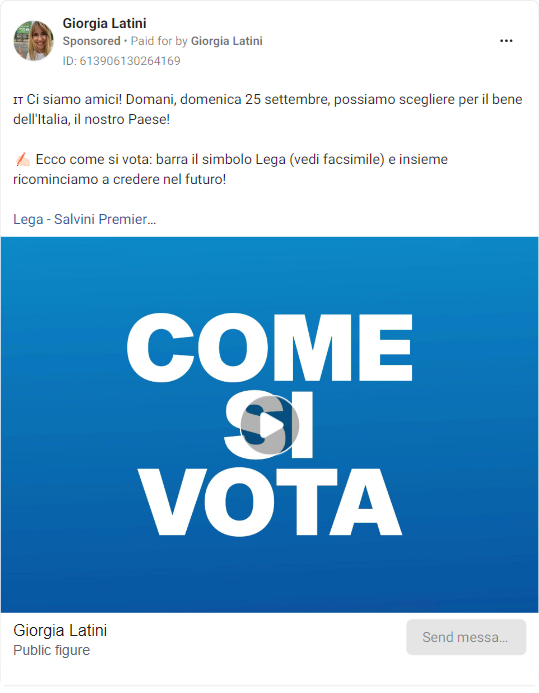 Giorgia Latini
Sponsored • Paid for by Giorgia Latini
ID: 613906130264169
IT Ci siamo amici! Domani, domenica 25 settembre, possiamo scegliere per il bene
dell'Italia, il nostro Paese!
✍🏻 Ecco come si vota: barra il simbolo Lega (vedi facsimile) e insieme
ricominciamo a credere nel futuro!
Lega - Salvini Premier...
COME
SI
VOTA
Giorgia Latini
Public figure
Send messa...